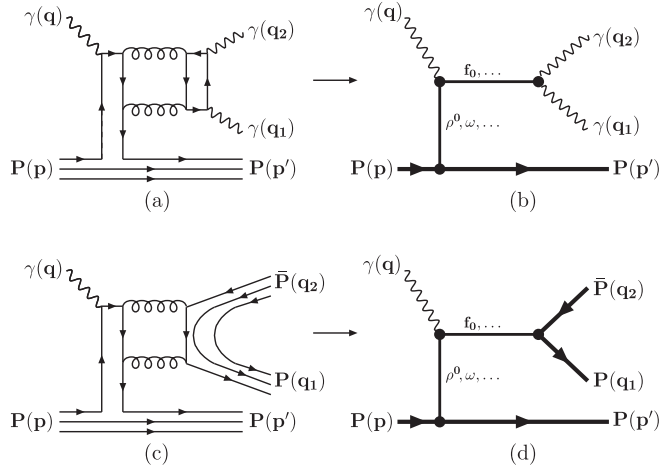 γ(q)
γ(q₂)
γ(q₁)
P(p)
P(p′)
(a)
γ(q)
γ(q₂)
f₀, . . .
ρ⁰, ω, . . .
γ(q₁)
P(p)
P(p′)
(b)
γ(q)
P̄(q₂)
P(q₁)
P(p)
P(p′)
(c)
γ(q)
P̄(q₂)
f₀, . . .
ρ⁰, ω, . . .
P(q₁)
P(p)
P(p′)
(d)